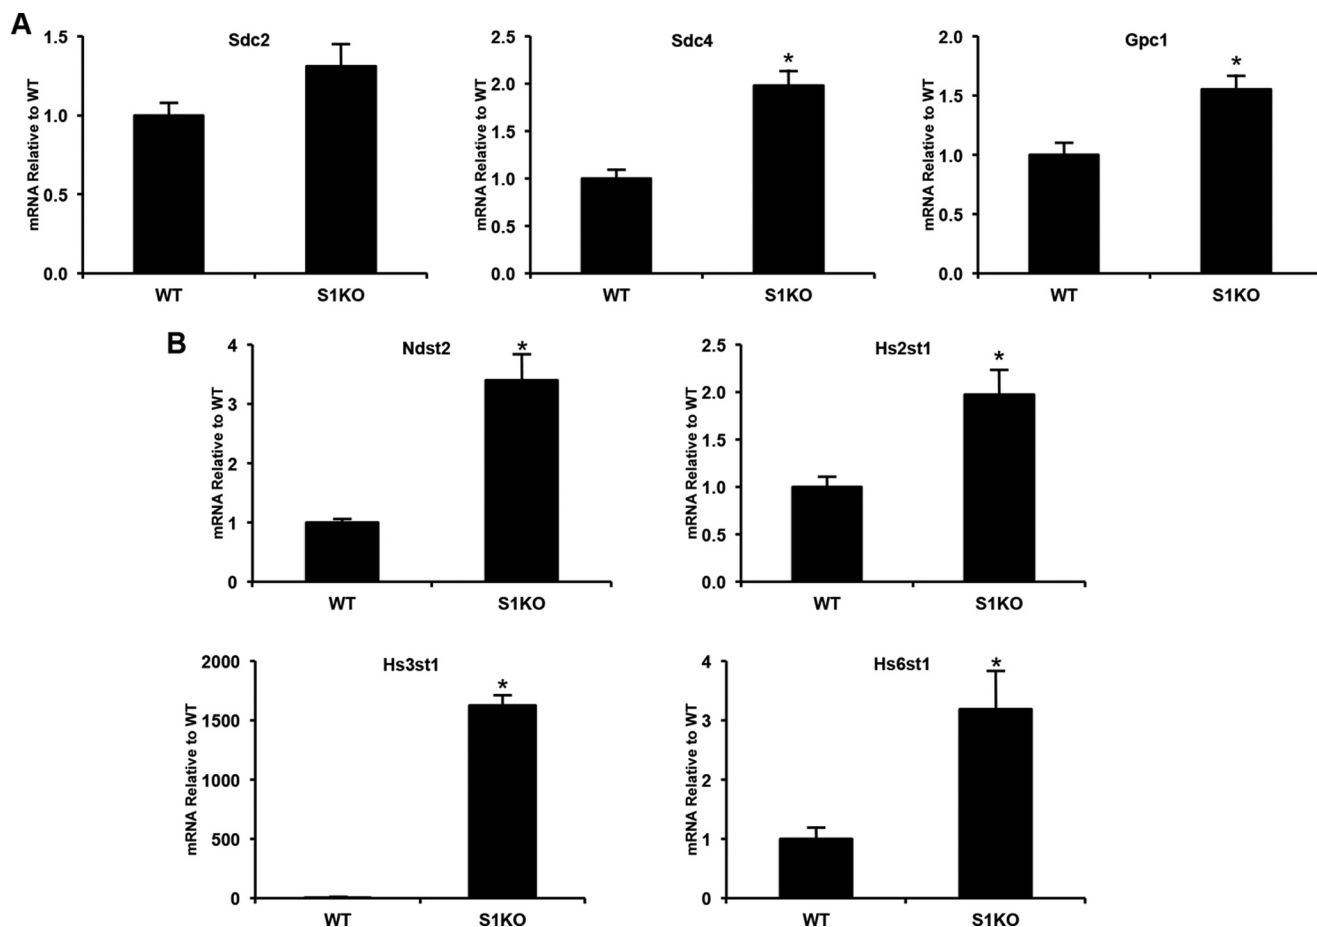 A
Sdc2
mRNA Relative to WT
1.5
1.0
0.5
0.0
WT S1KO
Sdc4
mRNA Relative to WT
2.5
2.0
1.5
1.0
0.5
0.0
*
WT S1KO
Gpc1
mRNA Relative to WT
2.0
1.5
1.0
0.5
0.0
*
WT S1KO
B
Ndst2
mRNA Relative to WT
4
3
2
1
0
*
WT S1KO
Hs2st1
mRNA Relative to WT
2.5
2.0
1.5
1.0
0.5
0.0
*
WT S1KO
Hs3st1
mRNA Relative to WT
2000
1500
1000
500
0
*
WT S1KO
Hs6st1
mRNA Relative to WT
4
3
2
1
0
*
WT S1KO